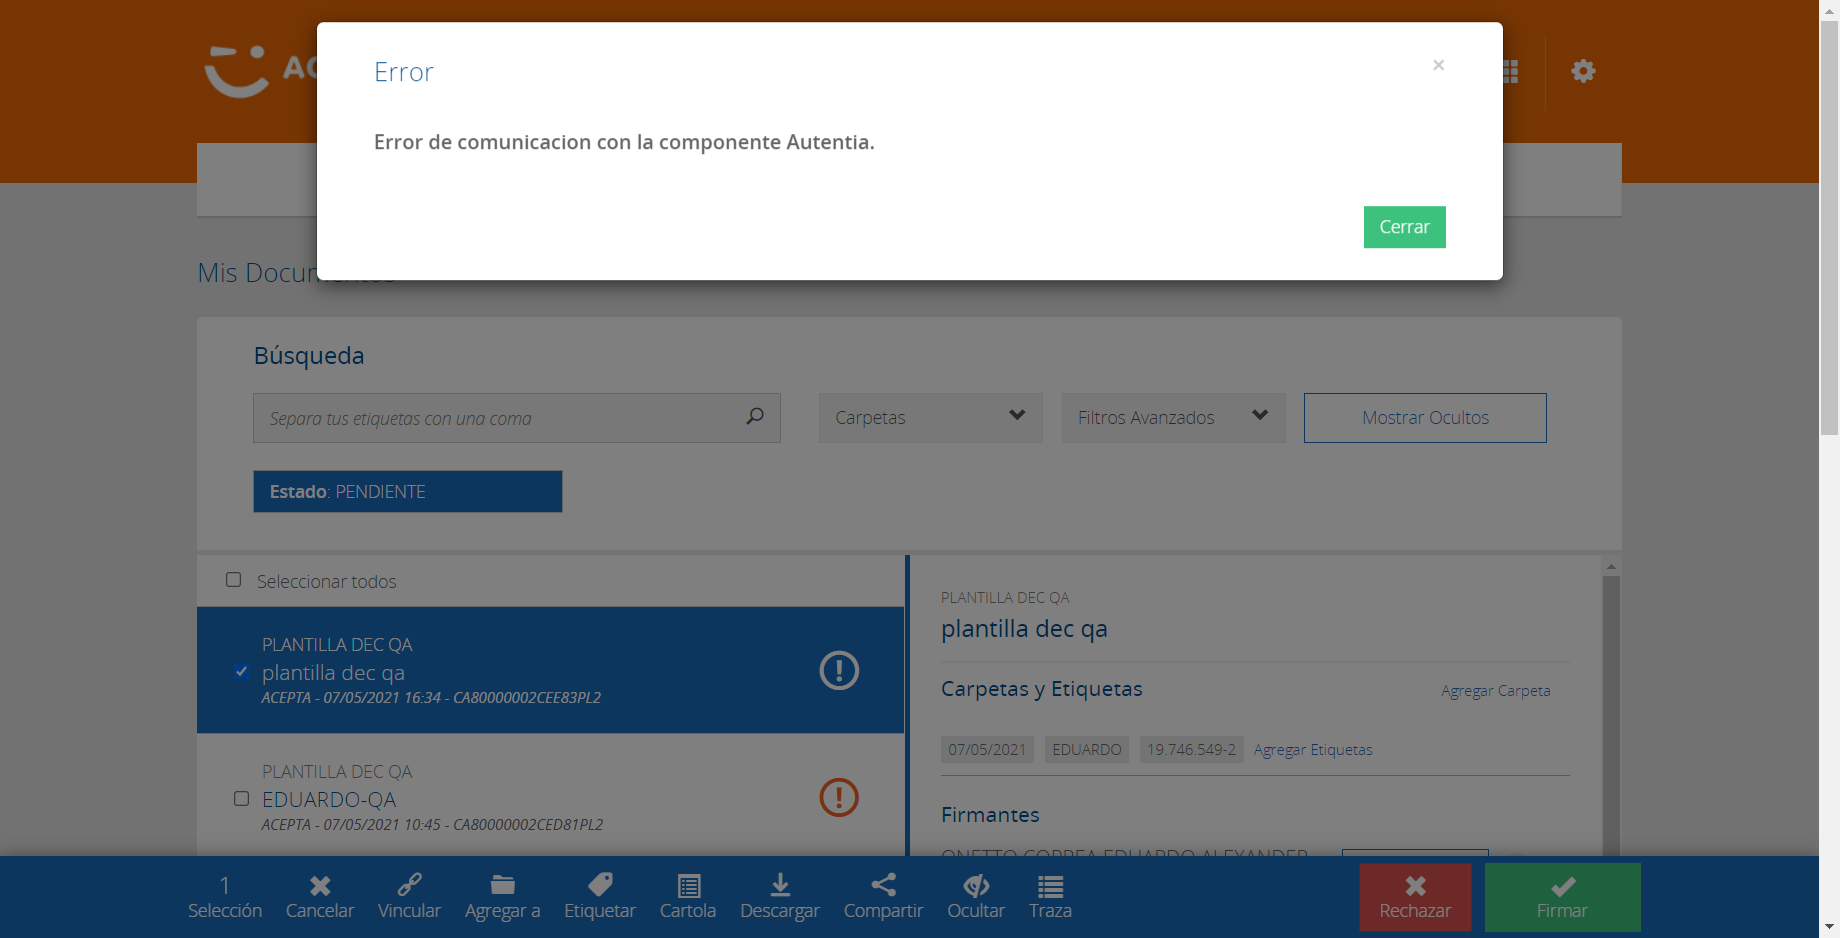 Error
×
Error de comunicacion con la componente Autentia.
Cerrar
Búsqueda
Separa tus etiquetas con una coma
Carpetas
Filtros Avanzados
Mostrar Ocultos
Estado: PENDIENTE
Seleccionar todos
PLANTILLA DEC QA
plantilla dec qa
ACEPTA - 07/05/2021 16:34 - CA80000002CEE83PL2
PLANTILLA DEC QA
EDUARDO-QA
ACEPTA - 07/05/2021 10:45 - CA80000002CED81PL2
PLANTILLA DEC QA
plantilla dec qa
Carpetas y Etiquetas
Agregar Carpeta
07/05/2021
EDUARDO
19.746.549-2
Agregar Etiquetas
Firmantes
ONETTO CORREA EDUARDO ALEXANDER
1
Selección
Cancelar
Vincular
Agregar a
Etiquetar
Cartola
Descargar
Compartir
Ocultar
Traza
Rechazar
Firmar